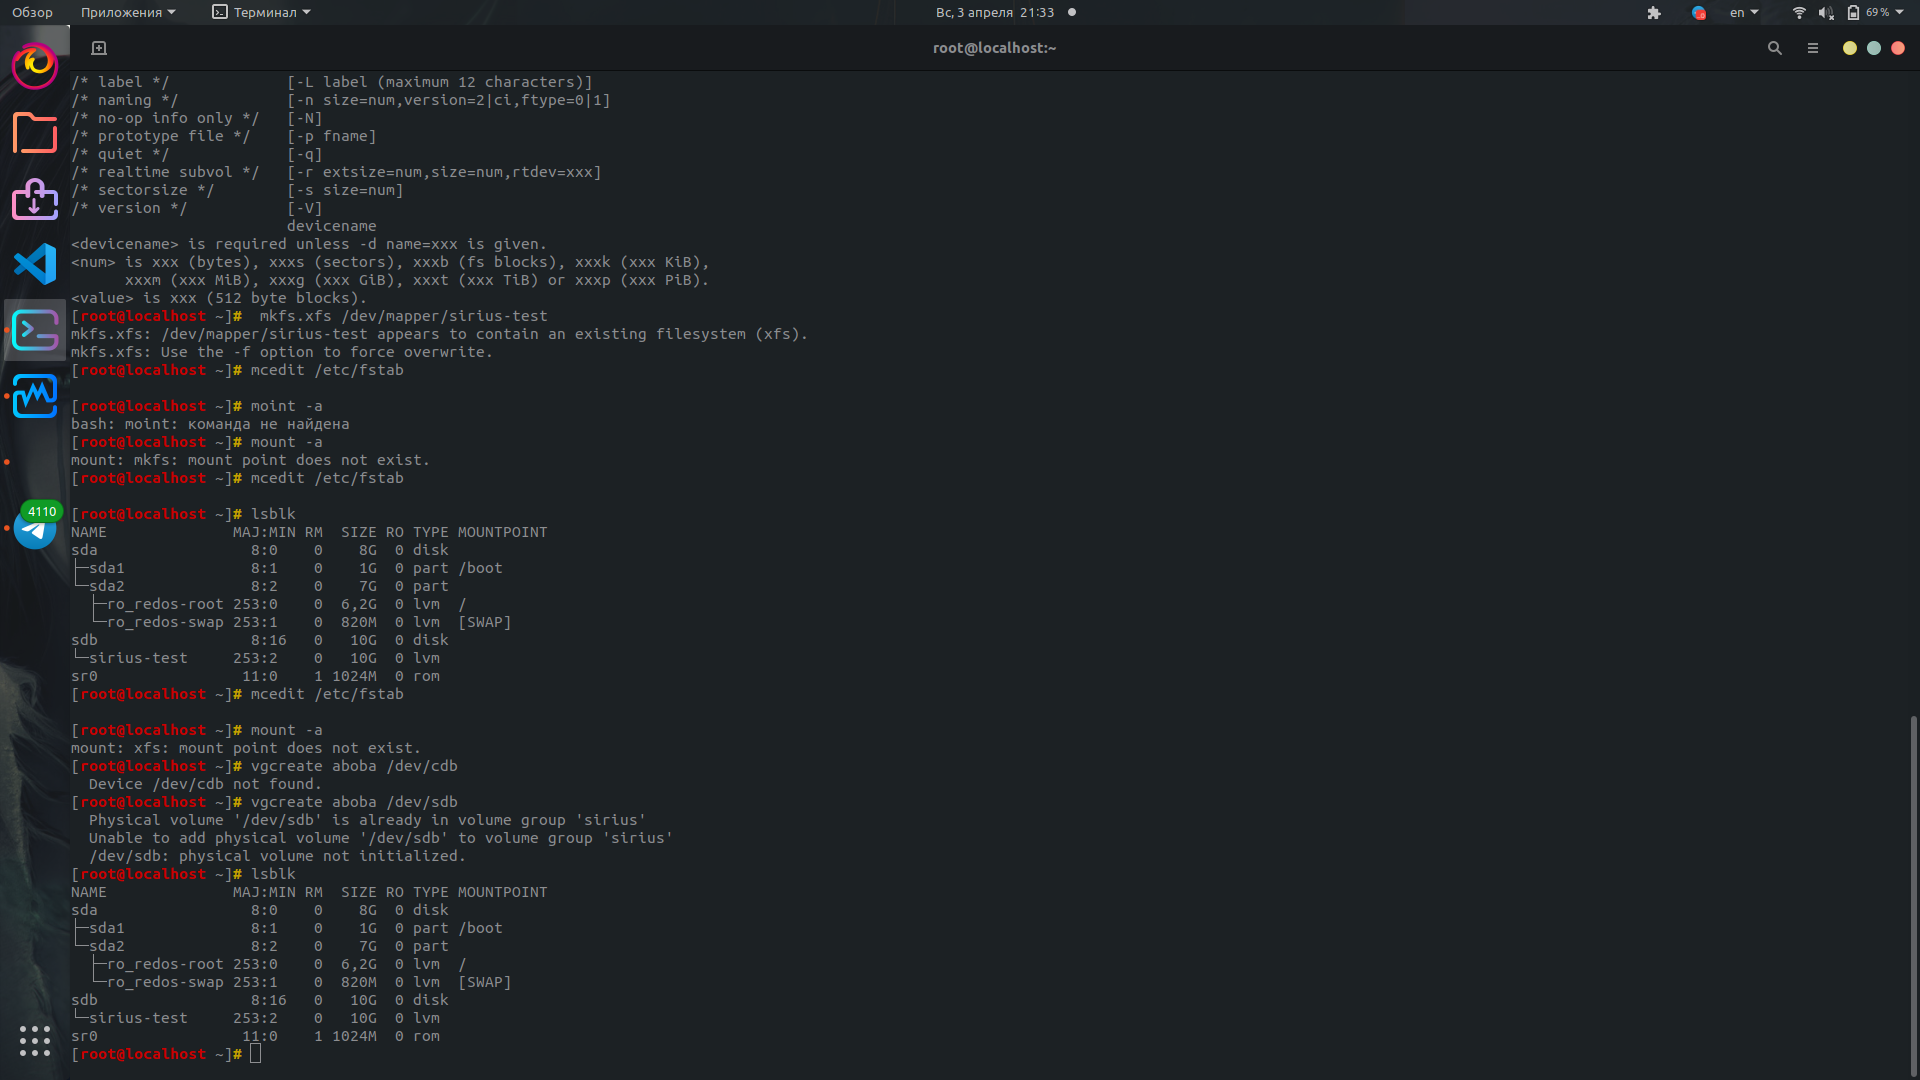 Обзор
Приложения
Терминал
Вс, 3 апреля 21:33
en
69 %
root@localhost:~
4110
/* label */             [-L label (maximum 12 characters)]
/* naming */            [-n size=num,version=2|ci,ftype=0|1]
/* no-op info only */   [-N]
/* prototype file */    [-p fname]
/* quiet */             [-q]
/* realtime subvol */   [-r extsize=num,size=num,rtdev=xxx]
/* sectorsize */        [-s size=num]
/* version */           [-V]
                        devicename
<devicename> is required unless -d name=xxx is given.
<num> is xxx (bytes), xxxs (sectors), xxxb (fs blocks), xxxk (xxx KiB),
      xxxm (xxx MiB), xxxg (xxx GiB), xxxt (xxx TiB) or xxxp (xxx PiB).
<value> is xxx (512 byte blocks).
[root@localhost ~]#  mkfs.xfs /dev/mapper/sirius-test
mkfs.xfs: /dev/mapper/sirius-test appears to contain an existing filesystem (xfs).
mkfs.xfs: Use the -f option to force overwrite.
[root@localhost ~]# mcedit /etc/fstab
[root@localhost ~]# moint -a
bash: moint: команда не найдена
[root@localhost ~]# mount -a
mount: mkfs: mount point does not exist.
[root@localhost ~]# mcedit /etc/fstab
[root@localhost ~]# lsblk
NAME              MAJ:MIN RM  SIZE RO TYPE MOUNTPOINT
sda                 8:0    0    8G  0 disk
├─sda1              8:1    0    1G  0 part /boot
└─sda2              8:2    0    7G  0 part
  ├─ro_redos-root 253:0    0  6,2G  0 lvm  /
  └─ro_redos-swap 253:1    0  820M  0 lvm  [SWAP]
sdb                 8:16   0   10G  0 disk
└─sirius-test     253:2    0   10G  0 lvm
sr0                11:0    1 1024M  0 rom
[root@localhost ~]# mcedit /etc/fstab
[root@localhost ~]# mount -a
mount: xfs: mount point does not exist.
[root@localhost ~]# vgcreate aboba /dev/cdb
  Device /dev/cdb not found.
[root@localhost ~]# vgcreate aboba /dev/sdb
  Physical volume '/dev/sdb' is already in volume group 'sirius'
  Unable to add physical volume '/dev/sdb' to volume group 'sirius'
  /dev/sdb: physical volume not initialized.
[root@localhost ~]# lsblk
NAME              MAJ:MIN RM  SIZE RO TYPE MOUNTPOINT
sda                 8:0    0    8G  0 disk
├─sda1              8:1    0    1G  0 part /boot
└─sda2              8:2    0    7G  0 part
  ├─ro_redos-root 253:0    0  6,2G  0 lvm  /
  └─ro_redos-swap 253:1    0  820M  0 lvm  [SWAP]
sdb                 8:16   0   10G  0 disk
└─sirius-test     253:2    0   10G  0 lvm
sr0                11:0    1 1024M  0 rom
[root@localhost ~]#